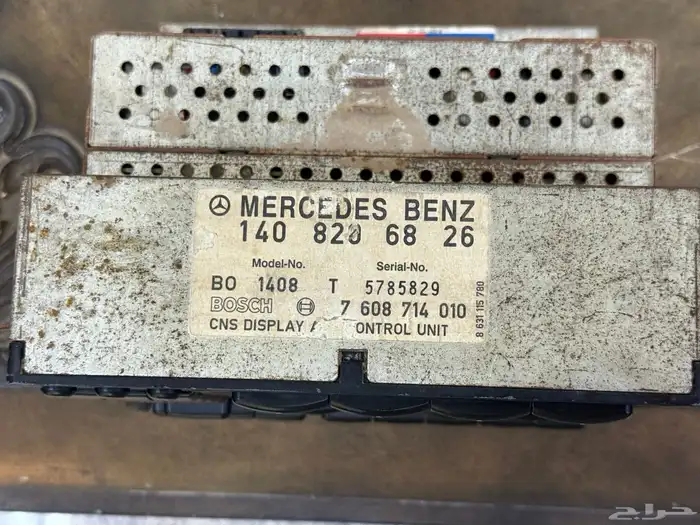 MERCEDES BENZ
140 820 68 26
Model-No. Serial-No.
BO 1408 T 5785829
BOSCH 7 608 714 010
CNS DISPLAY A ONTROL UNIT
8 631 115 780
حراج